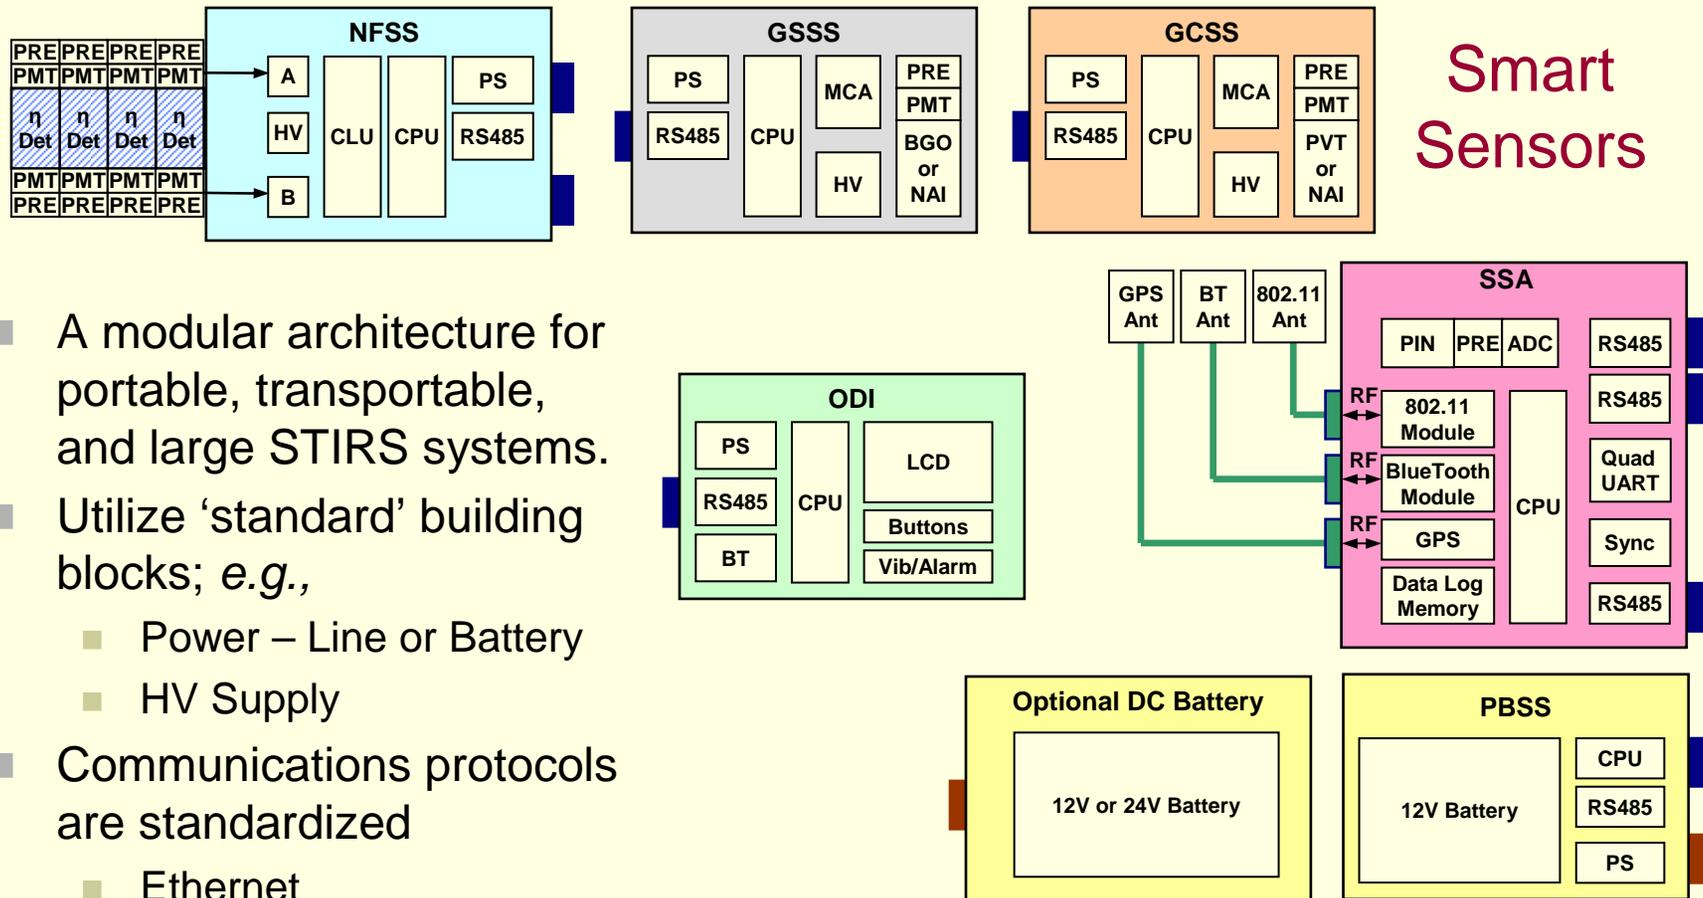 NFSS
PRE PRE PRE PRE
PMT PMT PMT PMT
η η η η
Det Det Det Det
PMT PMT PMT PMT
PRE PRE PRE PRE
A
HV
B
CLU
CPU
PS
RS485
GSSS
PS
RS485
CPU
MCA
HV
PRE
PMT
BGO
or
NAI
GCSS
PS
RS485
CPU
MCA
HV
PRE
PMT
PVT
or
NAI
Smart
Sensors
A modular architecture for
portable, transportable,
and large STIRS systems.
Utilize ‘standard’ building
blocks; e.g.,
Power – Line or Battery
HV Supply
Communications protocols
are standardized
Ethernet
ODI
PS
RS485
BT
CPU
LCD
Buttons
Vib/Alarm
GPS
Ant
BT
Ant
802.11
Ant
SSA
PIN PRE ADC
RF
802.11
Module
RF
BlueTooth
Module
RF
GPS
Data Log
Memory
CPU
RS485
RS485
Quad
UART
Sync
RS485
Optional DC Battery
12V or 24V Battery
PBSS
12V Battery
CPU
RS485
PS